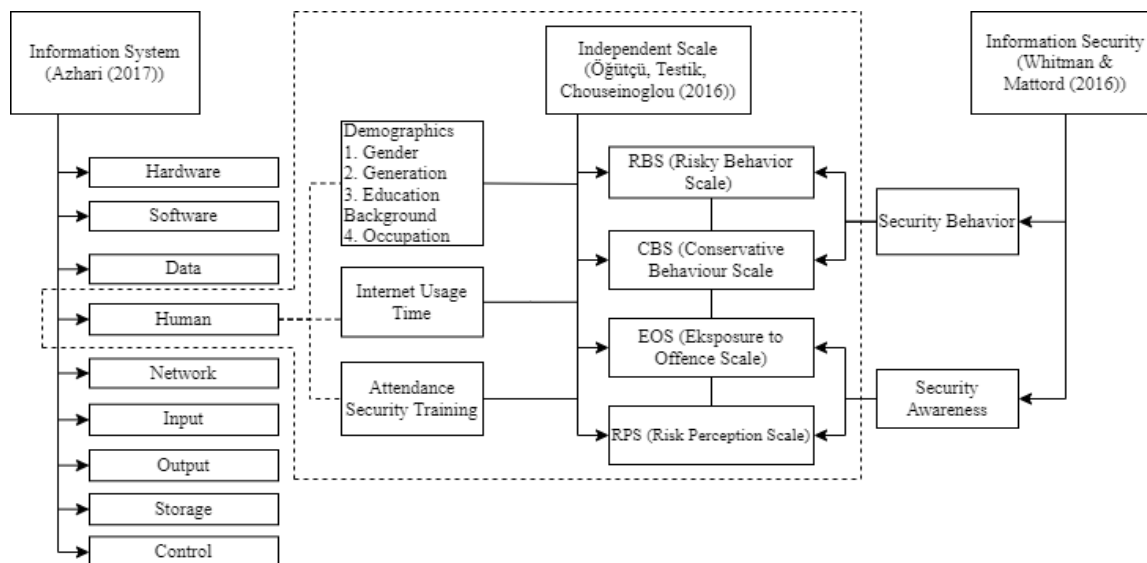 Information System
(Azhari (2017))
Hardware
Software
Data
Human
Network
Input
Output
Storage
Control
Demographics
1. Gender
2. Generation
3. Education
Background
4. Occupation
Internet Usage
Time
Attendance
Security Training
Independent Scale
(Öğütçü, Testik,
Chouseinoglou (2016))
RBS (Risky Behavior
Scale)
CBS (Conservative
Behaviour Scale
EOS (Eksposure to
Offence Scale)
RPS (Risk Perception Scale)
Information Security
(Whitman &
Mattord (2016))
Security Behavior
Security
Awareness